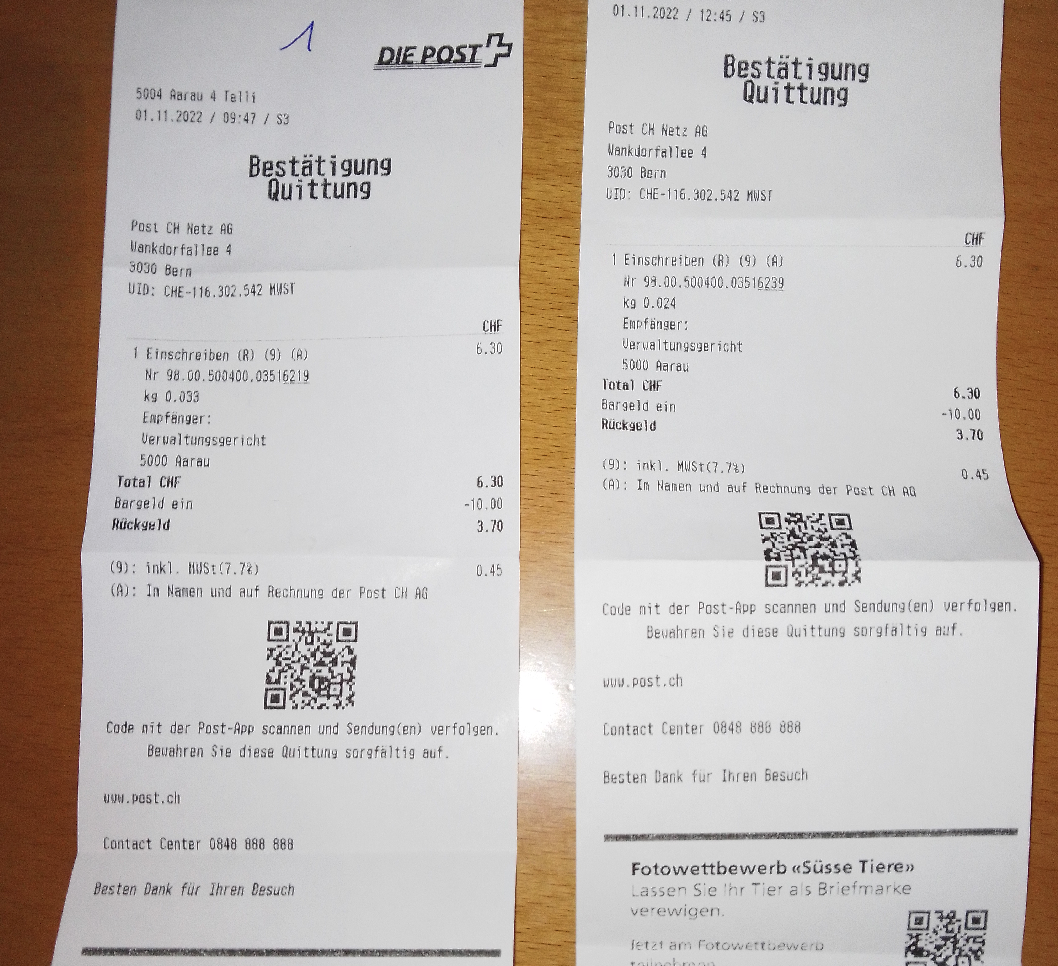 1
DIE POST
5004 Aarau 4 Telli
01.11.2022 / 09:47 / S3
Bestätigung
Quittung
Post CH Netz AG
Wankdorfallee 4
3030 Bern
UID: CHE-116.302.542 MWST
CHF
1 Einschreiben (R) (9) (A) 6.30
Nr 98.00.500400.03516219
kg 0.033
Empfänger:
Verwaltungsgericht
5000 Aarau
Total CHF 6.30
Bargeld ein -10.00
Rückgeld 3.70
(9): inkl. MWSt(7.7%) 0.45
(A): Im Namen und auf Rechnung der Post CH AG
Code mit der Post-App scannen und Sendung(en) verfolgen.
Bewahren Sie diese Quittung sorgfältig auf.
www.post.ch
Contact Center 0848 888 888
Besten Dank für Ihren Besuch
01.11.2022 / 12:45 / S3
Bestätigung
Quittung
Post CH Netz AG
Wankdorfallee 4
3030 Bern
UID: CHE-116.302.542 MWST
CHF
1 Einschreiben (R) (9) (A) 6.30
Nr 98.00.500400.03516239
kg 0.024
Empfänger:
Verwaltungsgericht
5000 Aarau
Total CHF 6.30
Bargeld ein -10.00
Rückgeld 3.70
(9): inkl. MWSt(7.7%) 0.45
(A): Im Namen und auf Rechnung der Post CH AG
Code mit der Post-App scannen und Sendung(en) verfolgen.
Bewahren Sie diese Quittung sorgfältig auf.
www.post.ch
Contact Center 0848 888 888
Besten Dank für Ihren Besuch
Fotowettbewerb «Süsse Tiere»
Lassen Sie Ihr Tier als Briefmarke
verewigen.
Jetzt am Fotowettbewerb